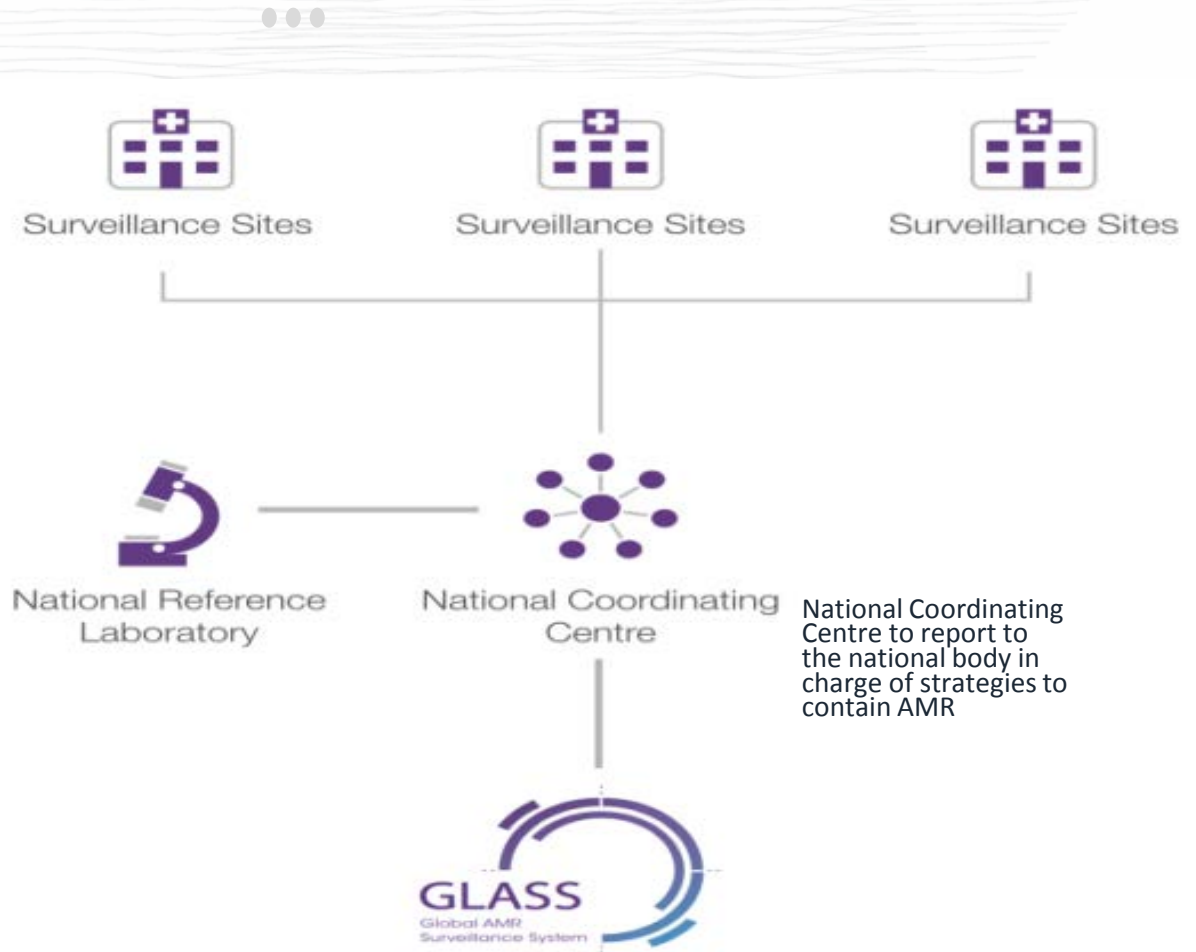 Surveillance Sites
Surveillance Sites
Surveillance Sites
National Reference
Laboratory
National Coordinating
Centre
National Coordinating
Centre to report to
the national body in
charge of strategies to
contain AMR
GLASS
Global AMR
Surveillance System